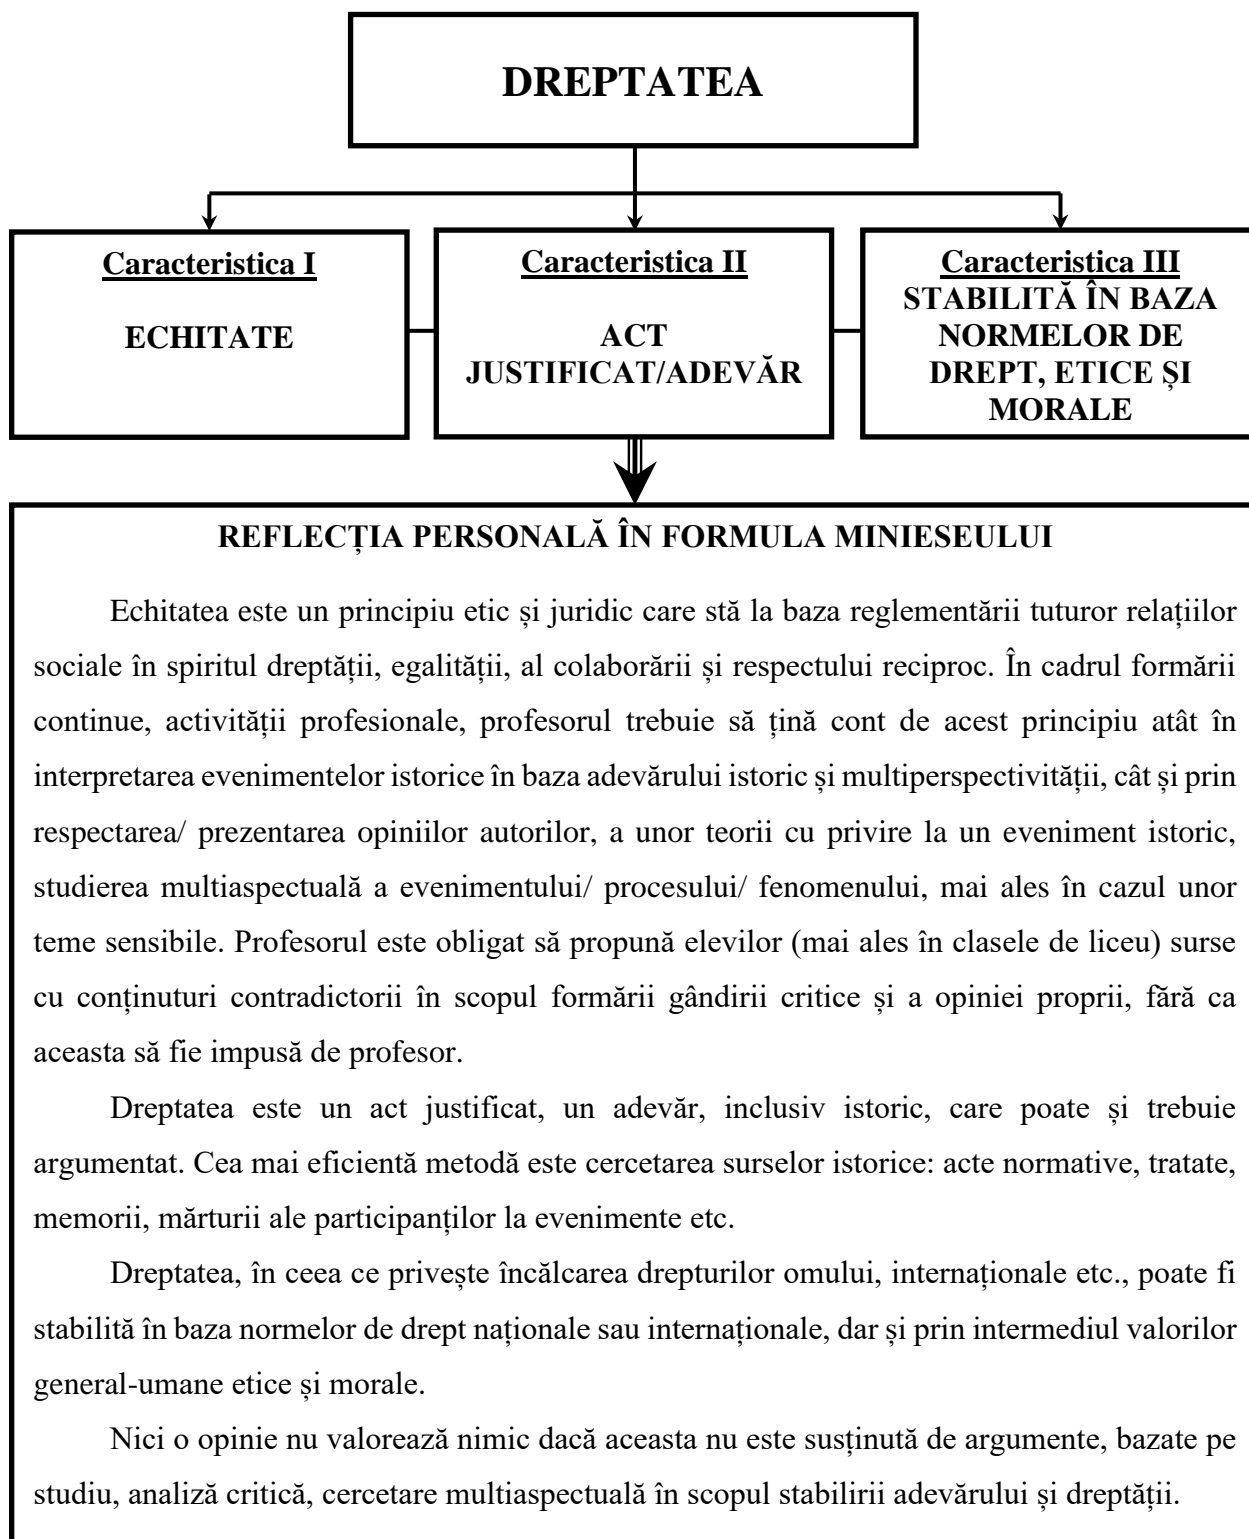 DREPTATEA
Caracteristica I
ECHITATE
Caracteristica II
ACT
JUSTIFICAT/ADEVĂR
Caracteristica III
STABILITĂ ÎN BAZA
NORMELOR DE
DREPT, ETICE ȘI
MORALE
REFLECȚIA PERSONALĂ ÎN FORMULA MINIESEULUI
Echitatea este un principiu etic și juridic care stă la baza reglementării tuturor relațiilor
sociale în spiritul dreptății, egalității, al colaborării și respectului reciproc. În cadrul formării
continue, activității profesionale, profesorul trebuie să țină cont de acest principiu atât în
interpretarea evenimentelor istorice în baza adevărului istoric și multiperspectivității, cât și prin
respectarea/ prezentarea opiniilor autorilor, a unor teorii cu privire la un eveniment istoric,
studierea multiaspectuală a evenimentului/ procesului/ fenomenului, mai ales în cazul unor
teme sensibile. Profesorul este obligat să propună elevilor (mai ales în clasele de liceu) surse
cu conținuturi contradictorii în scopul formării gândirii critice și a opiniei proprii, fără ca
aceasta să fie impusă de profesor.
Dreptatea este un act justificat, un adevăr, inclusiv istoric, care poate și trebuie
argumentat. Cea mai eficientă metodă este cercetarea surselor istorice: acte normative, tratate,
memorii, mărturii ale participanților la evenimente etc.
Dreptatea, în ceea ce privește încălcarea drepturilor omului, internaționale etc., poate fi
stabilită în baza normelor de drept naționale sau internaționale, dar și prin intermediul valorilor
general-umane etice și morale.
Nici o opinie nu valorează nimic dacă aceasta nu este susținută de argumente, bazate pe
studiu, analiză critică, cercetare multiaspectuală în scopul stabilirii adevărului și dreptății.